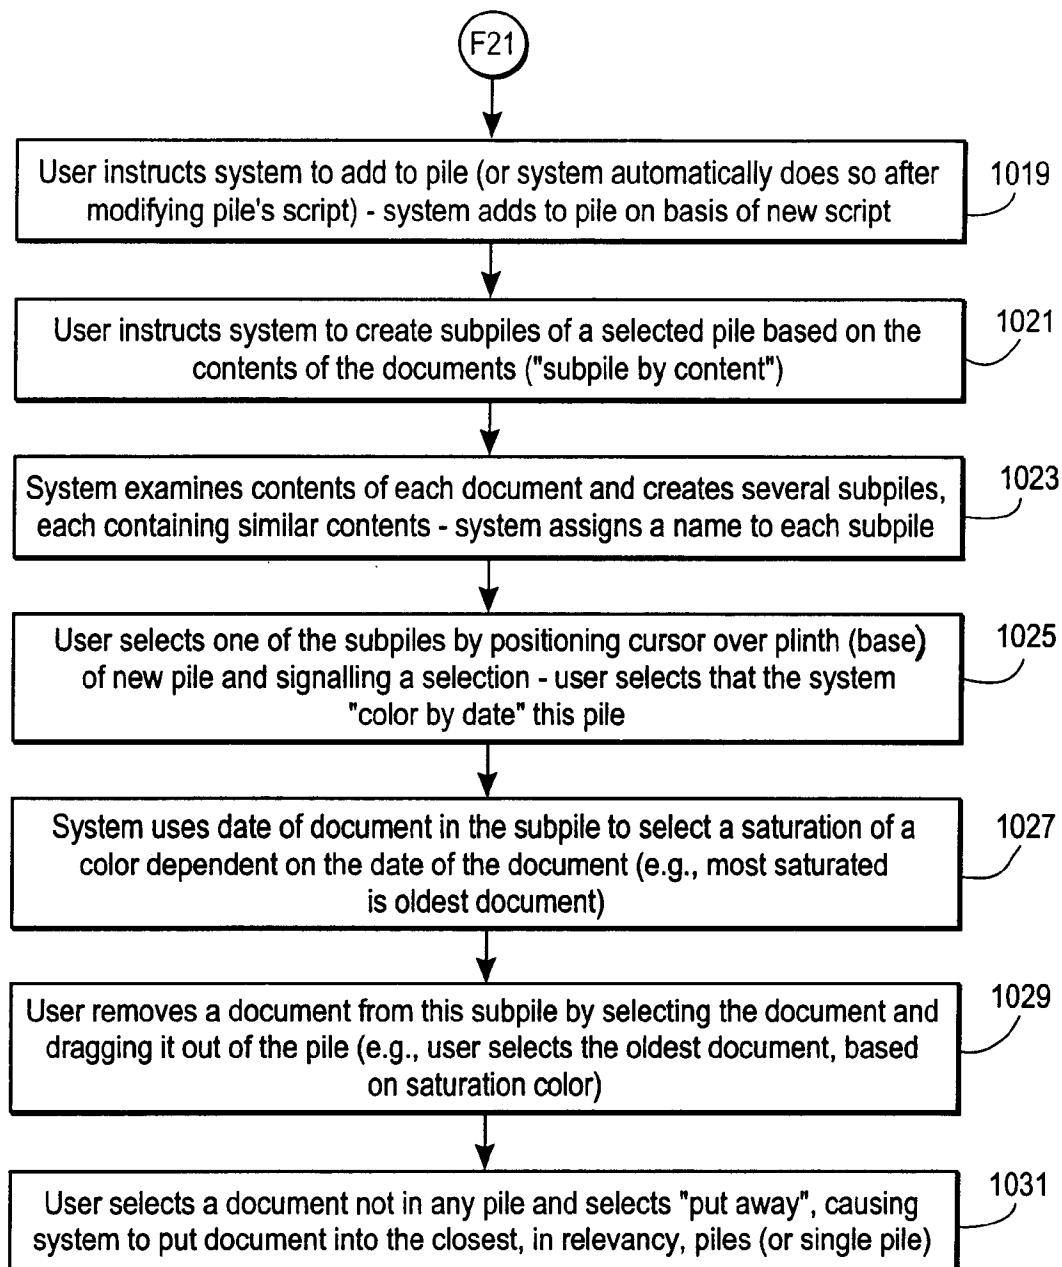 F21
User instructs system to add to pile (or system automatically does so after
modifying pile's script) - system adds to pile on basis of new script
1019
User instructs system to create subpiles of a selected pile based on the
contents of the documents ("subpile by content")
1021
System examines contents of each document and creates several subpiles,
each containing similar contents - system assigns a name to each subpile
1023
User selects one of the subpiles by positioning cursor over plinth (base)
of new pile and signalling a selection - user selects that the system
"color by date" this pile
1025
System uses date of document in the subpile to select a saturation of a
color dependent on the date of the document (e.g., most saturated
is oldest document)
1027
User removes a document from this subpile by selecting the document and
dragging it out of the pile (e.g., user selects the oldest document, based
on saturation color)
1029
User selects a document not in any pile and selects "put away", causing
system to put document into the closest, in relevancy, piles (or single pile)
1031